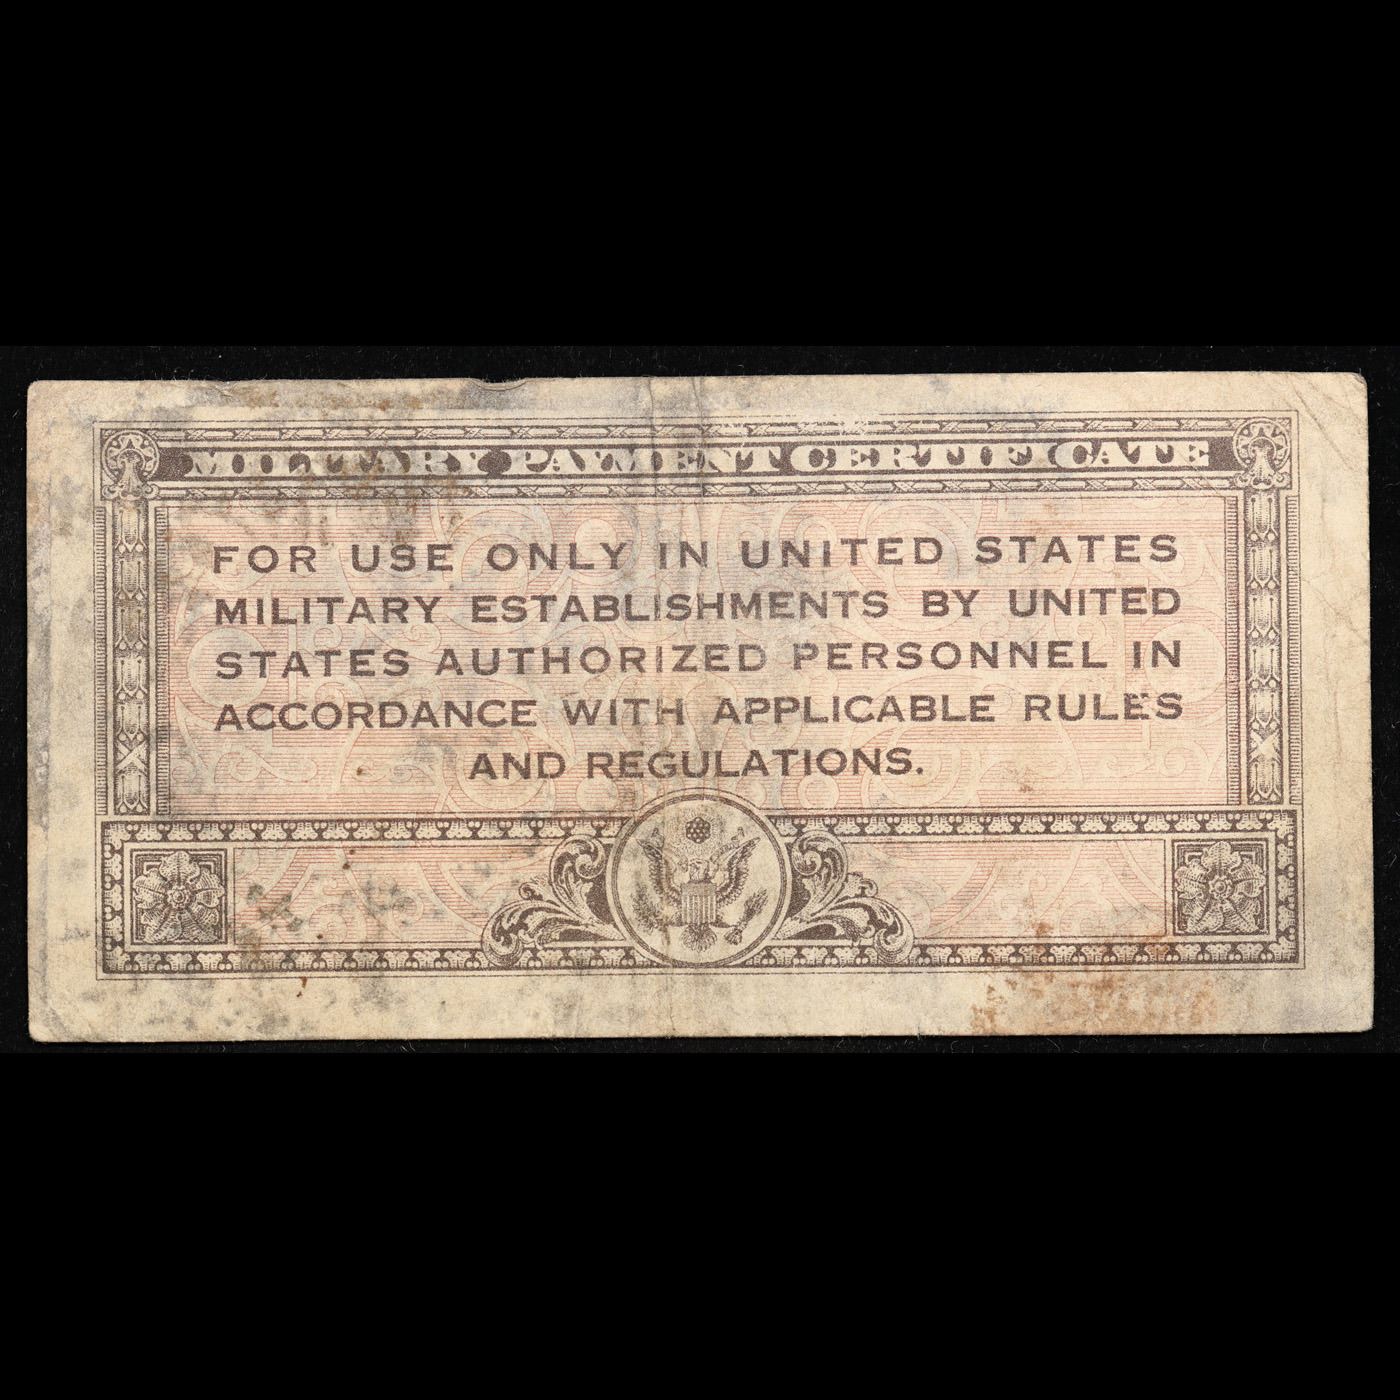 MILITARY PAYMENT CERTIFICATE
FOR USE ONLY IN UNITED STATES
MILITARY ESTABLISHMENTS BY UNITED
STATES AUTHORIZED PERSONNEL IN
ACCORDANCE WITH APPLICABLE RULES
AND REGULATIONS.